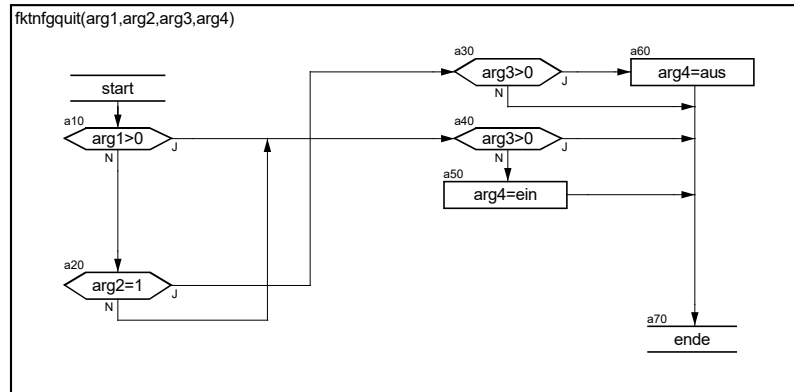 fktnfgquit(arg1,arg2,arg3,arg4)
start
a10
arg1>0
J
N
a20
arg2=1
J
N
a30
arg3>0
J
N
a60
arg4=aus
a40
arg3>0
J
N
a50
arg4=ein
a70
ende